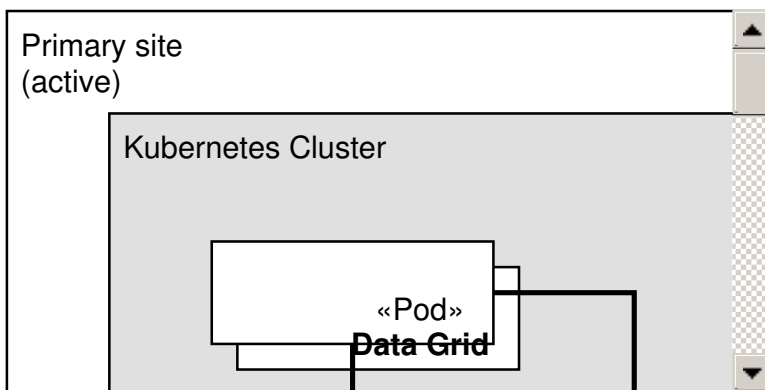 Primary site
(active)
Kubernetes Cluster
«Pod»
Data Grid